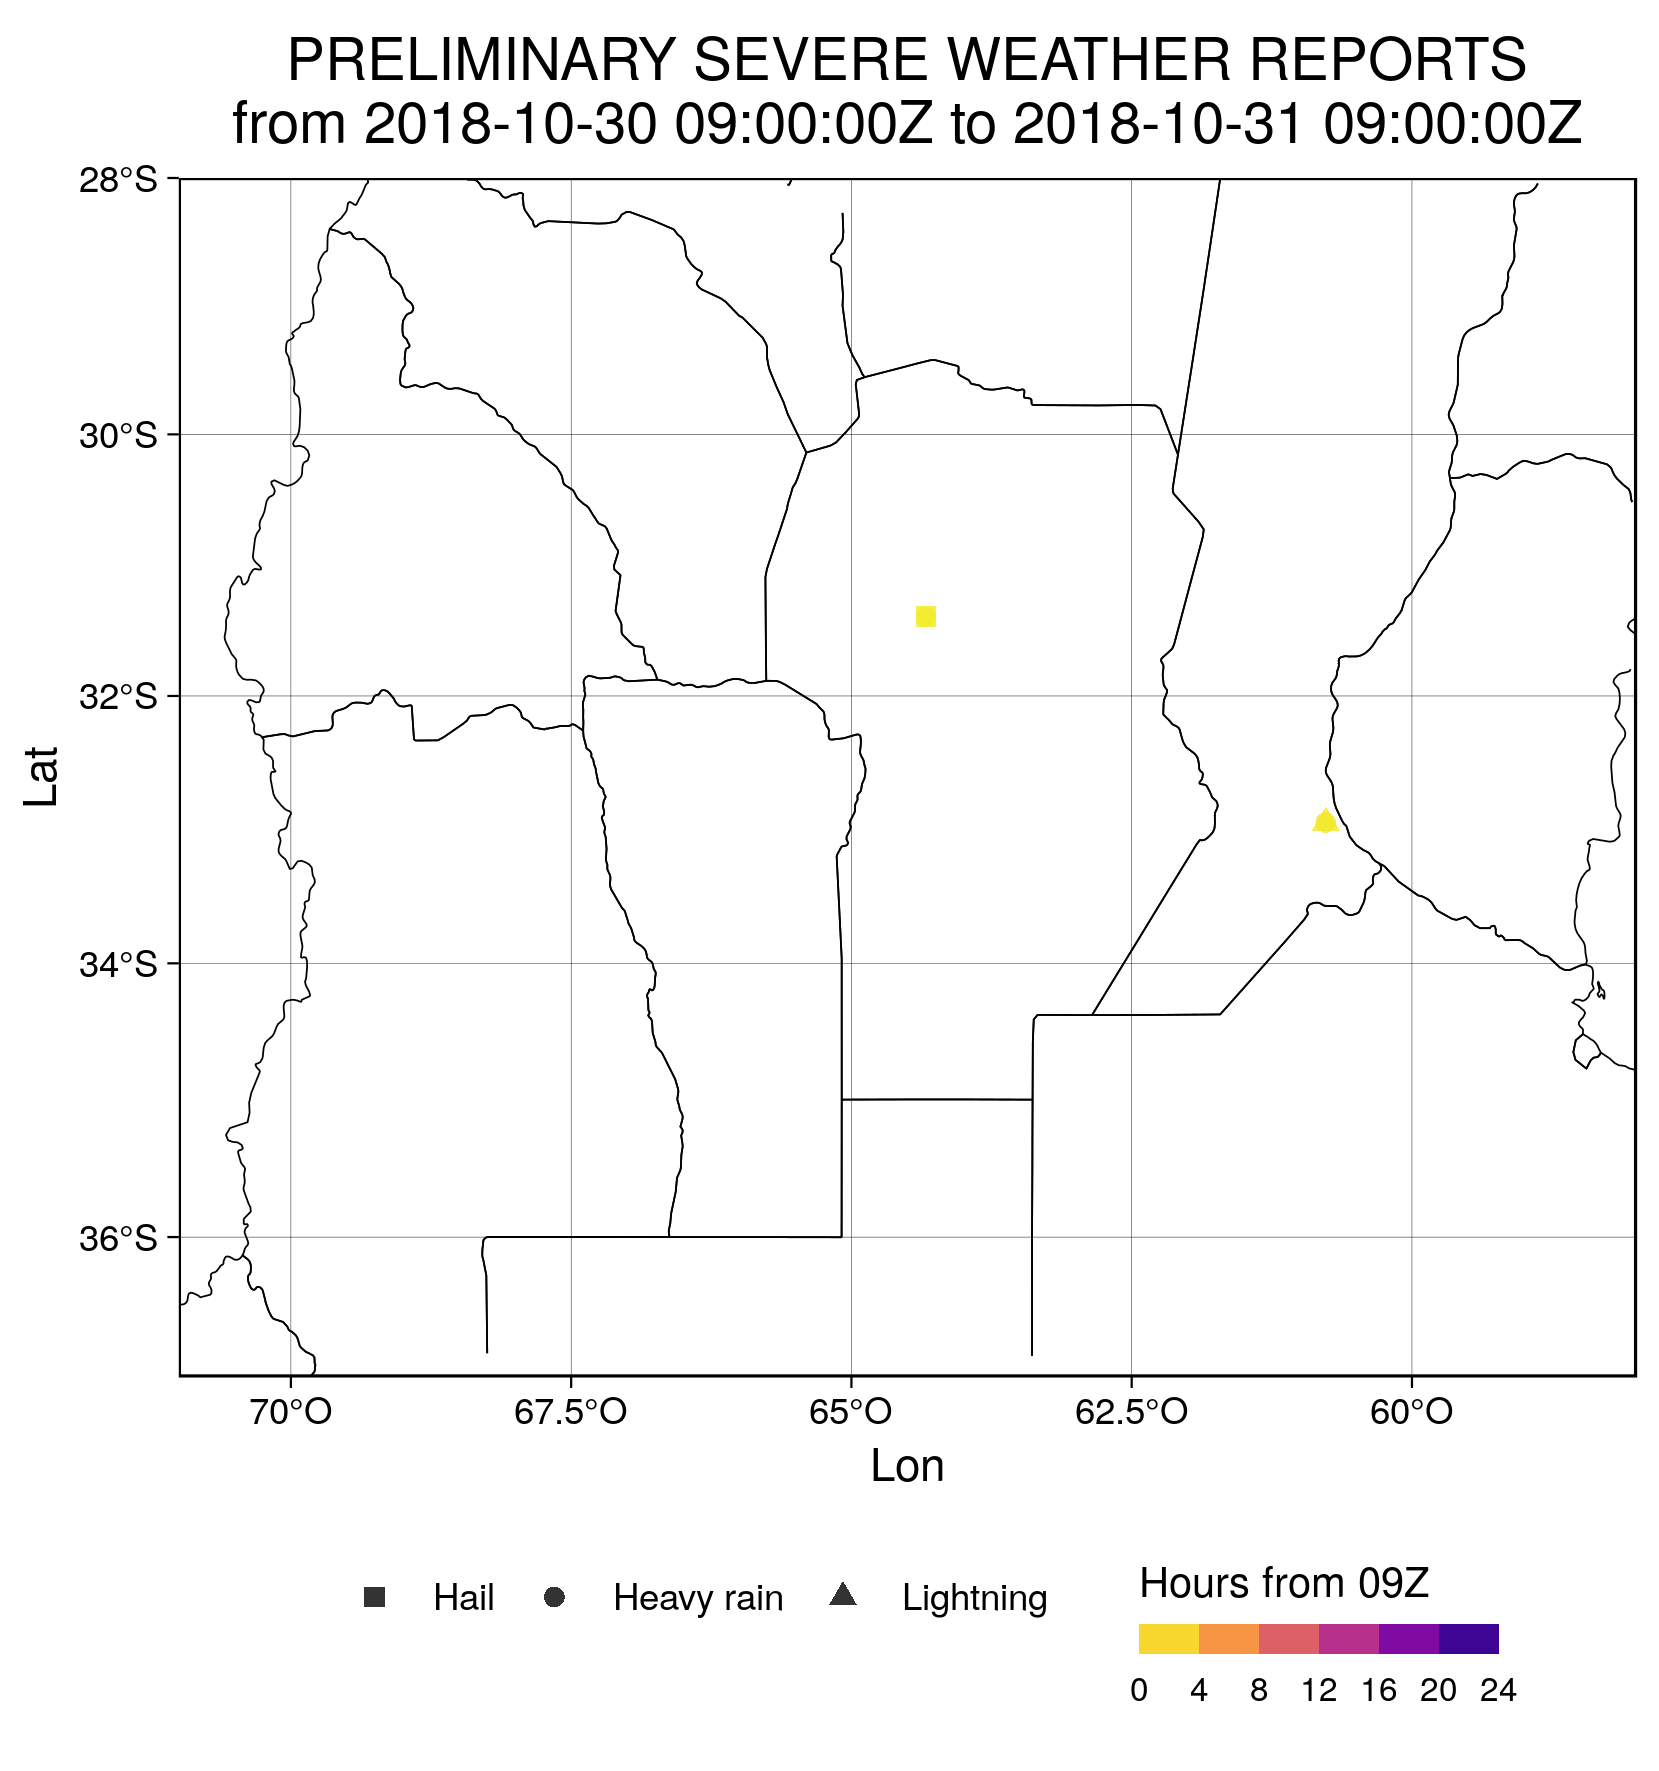 PRELIMINARY SEVERE WEATHER REPORTS
from 2018-10-30 09:00:00Z to 2018-10-31 09:00:00Z
28°S
30°S
32°S
34°S
36°S
Lat
70°O 67.5°O 65°O 62.5°O 60°O
Lon
Hail Heavy rain Lightning
Hours from 09Z
0 4 8 12 16 20 24